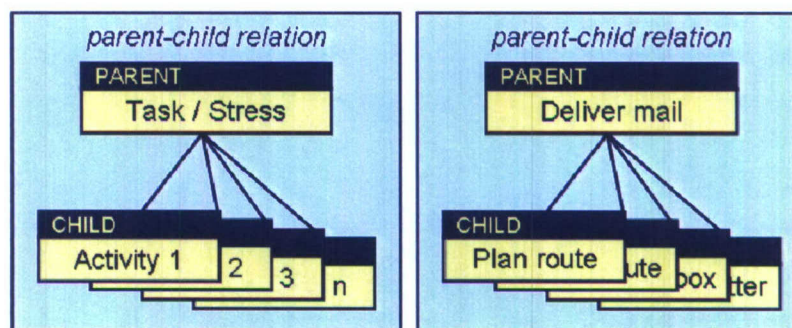 parent-child relation
PARENT
Task / Stress
CHILD
Activity 1
2
3
n
parent-child relation
PARENT
Deliver mail
CHILD
Plan route
ute
box
tter